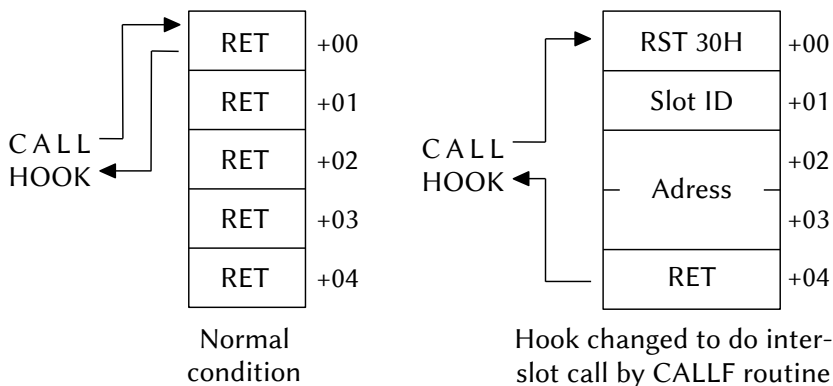 RET +00
RET +01
CALL
RET +02
HOOK
RET +03
RET +04
Normal
condition
RST 30H +00
Slot ID +01
CALL
+02
HOOK
Adress
+03
RET +04
Hook changed to do inter-
slot call by CALLF routine